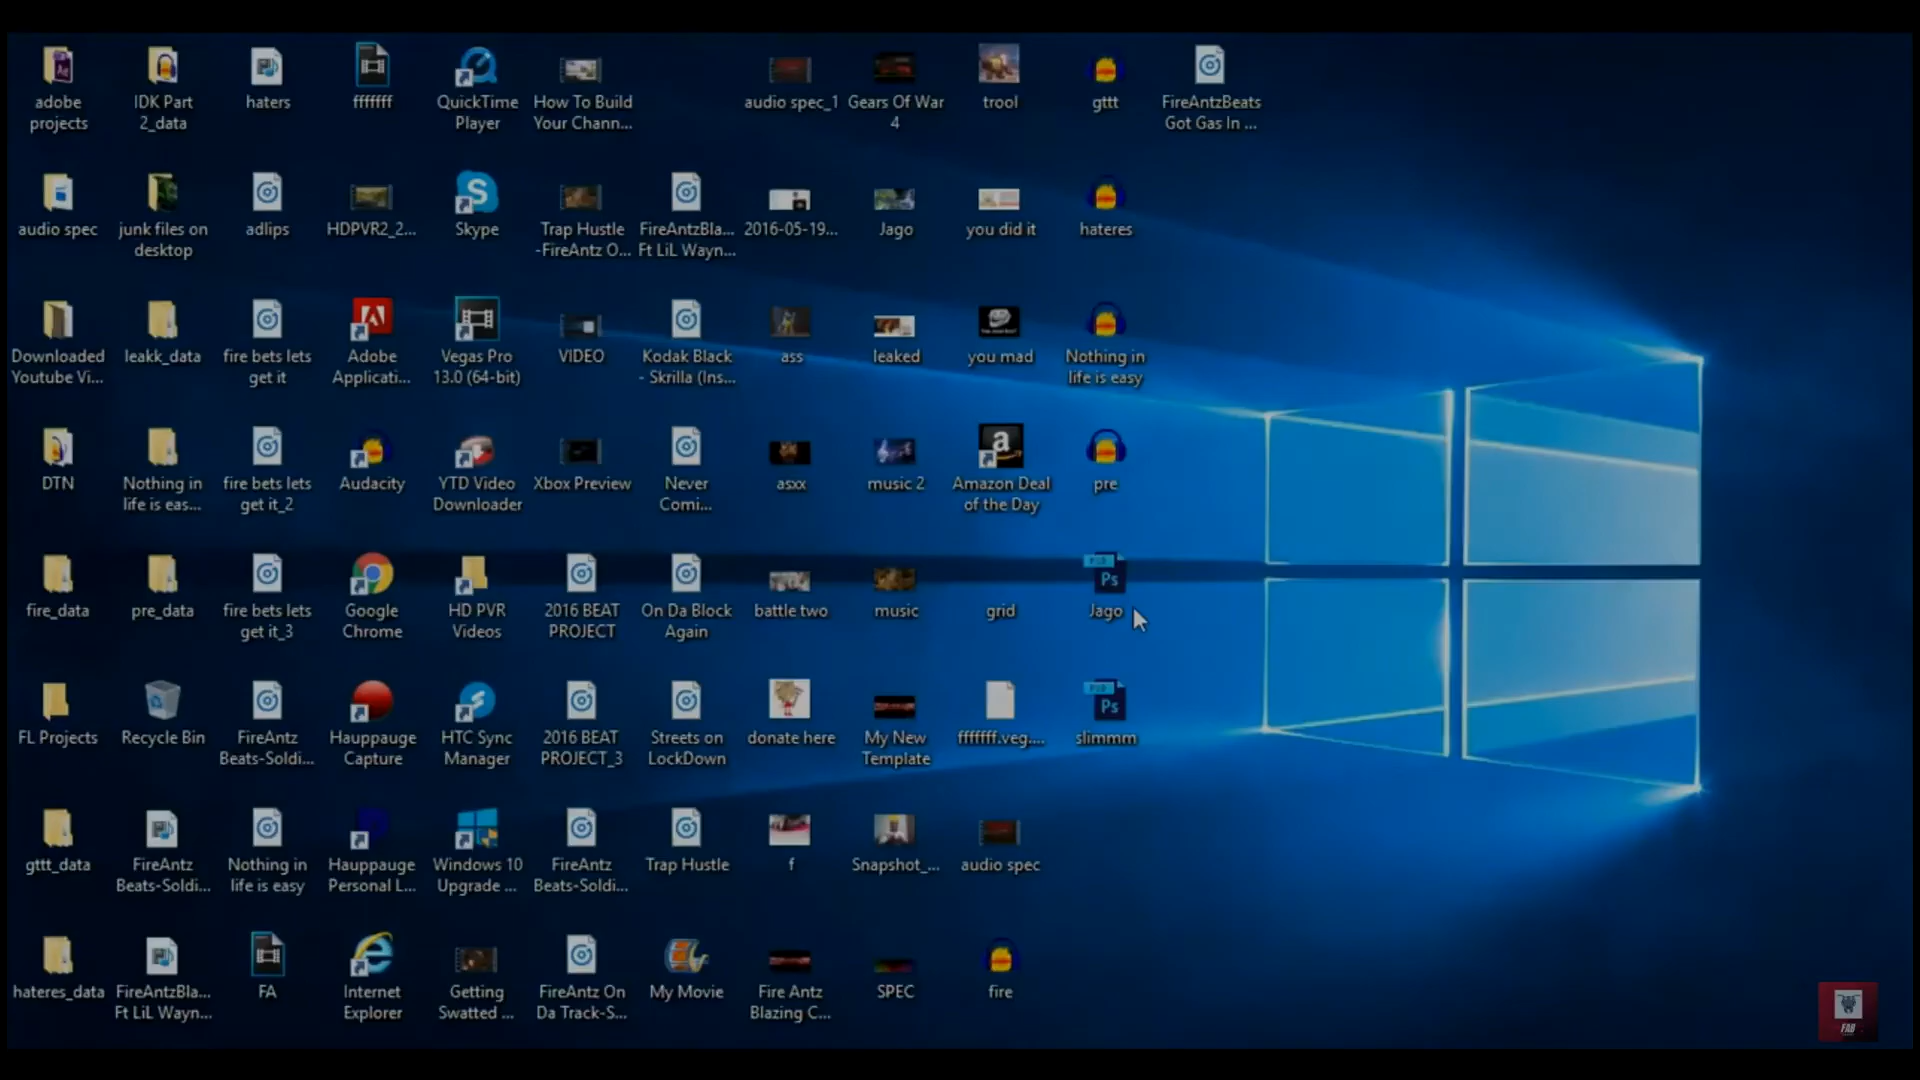 adobe
projects
IDK Part
2_data
haters
fffffff
QuickTime
Player
How To Build
Your Chann...
audio spec_1
Gears Of War
4
trool
gttt
FireAntzBeats
Got Gas In ...
audio spec
junk files on
desktop
adlips
HDPVR2_2...
Skype
Trap Hustle
-FireAntz O...
FireAntzBla...
Ft LiL Wayn...
2016-05-19...
Jago
you did it
hateres
Downloaded
Youtube Vi...
leakk_data
fire bets lets
get it
Adobe
Applicati...
Vegas Pro
13.0 (64-bit)
VIDEO
Kodak Black
- Skrilla (Ins...
ass
leaked
you mad
Nothing in
life is easy
DTN
Nothing in
life is eas...
fire bets lets
get it_2
Audacity
YTD Video
Downloader
Xbox Preview
Never
Comi...
asxx
music 2
Amazon Deal
of the Day
pre
fire_data
pre_data
fire bets lets
get it_3
Google
Chrome
HD PVR
Videos
2016 BEAT
PROJECT
On Da Block
Again
battle two
music
grid
Ps
Jago
FL Projects
Recycle Bin
FireAntz
Beats-Soldi...
Hauppauge
Capture
HTC Sync
Manager
2016 BEAT
PROJECT_3
Streets on
LockDown
donate here
My New
Template
fffffff.veg....
Ps
slimmm
gttt_data
FireAntz
Beats-Soldi...
Nothing in
life is easy
Hauppauge
Personal L...
Windows 10
Upgrade ...
FireAntz
Beats-Soldi...
Trap Hustle
f
Snapshot_...
audio spec
hateres_data
FireAntzBla...
Ft LiL Wayn...
FA
Internet
Explorer
Getting
Swatted ...
FireAntz On
Da Track-S...
My Movie
Fire Antz
Blazing C...
SPEC
fire
FAB